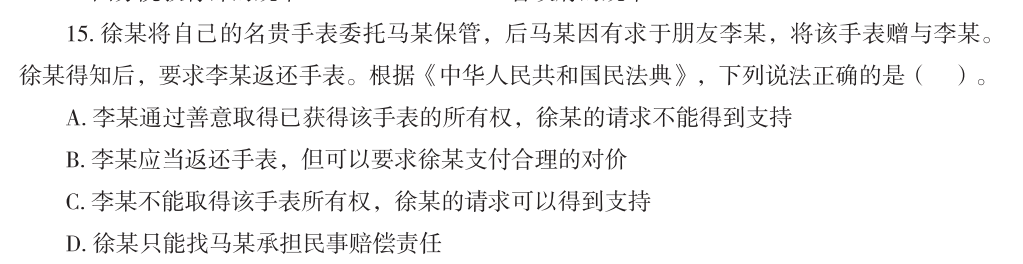 15. 徐某将自己的名贵手表委托马某保管，后马某因有求于朋友李某，将该手表赠与李某。
徐某得知后，要求李某返还手表。根据《中华人民共和国民法典》，下列说法正确的是（　）。
A. 李某通过善意取得已获得该手表的所有权，徐某的请求不能得到支持
B. 李某应当返还手表，但可以要求徐某支付合理的对价
C. 李某不能取得该手表所有权，徐某的请求可以得到支持
D. 徐某只能找马某承担民事赔偿责任